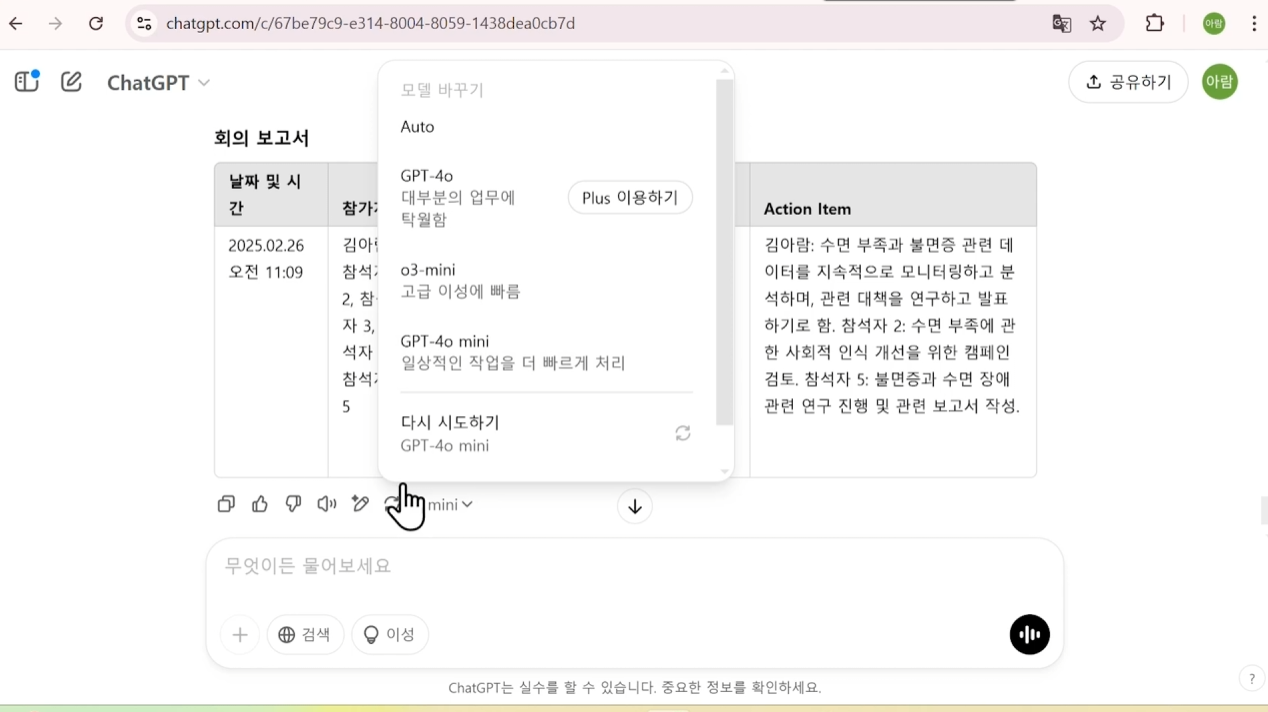 chatgpt.com/c/67be79c9-e314-8004-8059-1438dea0cb7d
아람
ChatGPT
공유하기
아람
회의 보고서
날짜 및 시
간
Action Item
2025.02.26
오전 11:09
김아
참석
2, 참
자 3,
석자
참석
5
김아람: 수면 부족과 불면증 관련 데
이터를 지속적으로 모니터링하고 분
석하며, 관련 대책을 연구하고 발표
하기로 함. 참석자 2: 수면 부족에 관
한 사회적 인식 개선을 위한 캠페인
검토. 참석자 5: 불면증과 수면 장애
관련 연구 진행 및 관련 보고서 작성.
모델 바꾸기
Auto
GPT-4o
대부분의 업무에
탁월함
Plus 이용하기
o3-mini
고급 이성에 빠름
GPT-4o mini
일상적인 작업을 더 빠르게 처리
다시 시도하기
GPT-4o mini
mini
무엇이든 물어보세요
검색
이성
ChatGPT는 실수를 할 수 있습니다. 중요한 정보를 확인하세요.
?